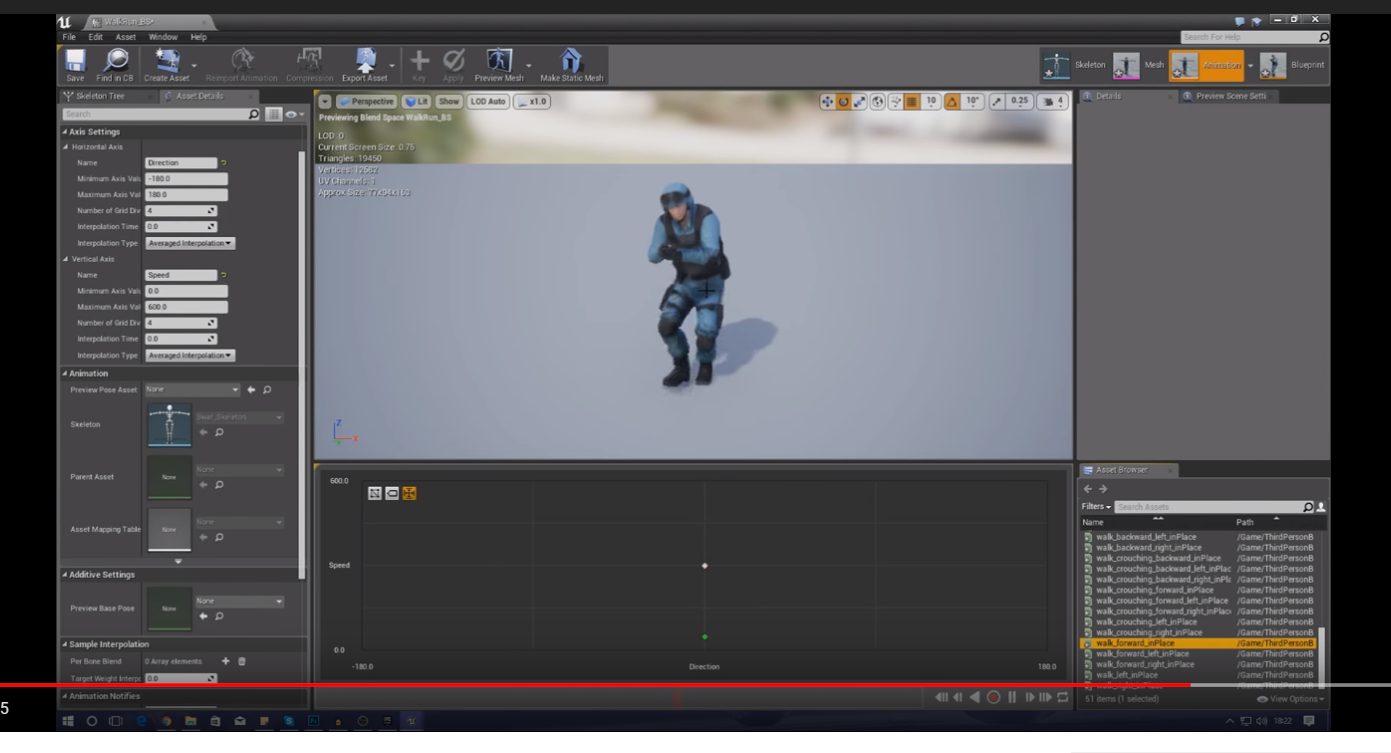 WalkRun_BS*
File Edit Asset Window Help
Search For Help
Save Find in CB Create Asset Reimport Animation Compression Export Asset Key Apply Preview Mesh Make Static Mesh
Skeleton Mesh Animation Blueprint
Skeleton Tree Asset Details
Search
Axis Settings
Horizontal Axis
Name Direction
Minimum Axis Valu -180.0
Maximum Axis Val 180.0
Number of Grid Div 4
Interpolation Time 0.0
Interpolation Type Averaged Interpolation
Vertical Axis
Name Speed
Minimum Axis Valu 0.0
Maximum Axis Val 600.0
Number of Grid Div 4
Interpolation Time 0.0
Interpolation Type Averaged Interpolation
Animation
Preview Pose Asset None
Skeleton Swat_Skeleton
Parent Asset None None
Asset Mapping Table None None
Additive Settings
Preview Base Pose None None
Sample Interpolation
Per Bone Blend 0 Array elements
Target Weight Interpo 0.0
Animation Notifies
Perspective Lit Show LOD Auto x1.0
10 10° 0.25 4
Previewing Blend Space WalkRun_BS
LOD: 0
Current Screen Size: 0.75
Triangles: 19450
Vertices: 12582
UV Channels: 1
Approx Size: 77x94x163
Z
X
600.0
Speed
0.0
-180.0 Direction 180.0
Details Preview Scene Setti
Asset Browser
Filters Search Assets
Name Path
walk_backward_left_inPlace /Game/ThirdPersonB
walk_backward_right_inPlace /Game/ThirdPersonB
walk_crouching_backward_inPlace /Game/ThirdPersonB
walk_crouching_backward_left_inPlac /Game/ThirdPersonB
walk_crouching_backward_right_inPla /Game/ThirdPersonB
walk_crouching_forward_inPlace /Game/ThirdPersonB
walk_crouching_forward_left_inPlace /Game/ThirdPersonB
walk_crouching_forward_right_inPlac /Game/ThirdPersonB
walk_crouching_left_inPlace /Game/ThirdPersonB
walk_crouching_right_inPlace /Game/ThirdPersonB
walk_forward_inPlace /Game/ThirdPersonB
walk_forward_left_inPlace /Game/ThirdPersonB
walk_forward_right_inPlace /Game/ThirdPersonB
walk_left_inPlace /Game/ThirdPersonB
51 items (1 selected) View Options
5
18:22